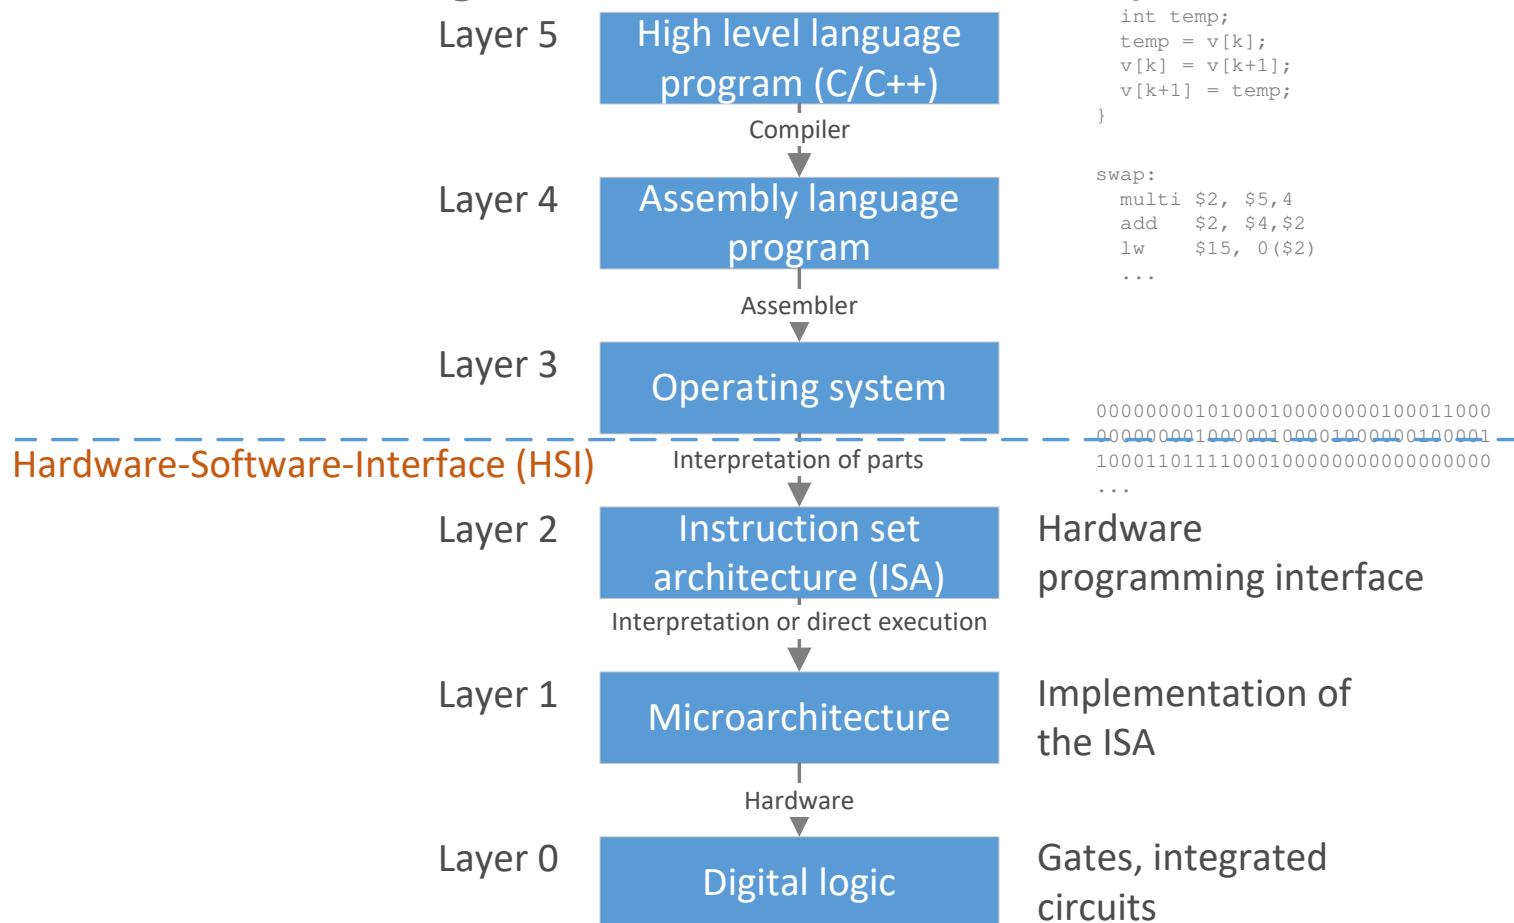 Layer 5
High level language
program (C/C++)
int temp;
temp = v[k];
v[k] = v[k+1];
v[k+1] = temp;
}
Compiler
Layer 4
Assembly language
program
swap:
multi $2, $5,4
add $2, $4,$2
lw $15, 0($2)
...
Assembler
Layer 3
Operating system
00000000101000100000000100011000
00000000100000100001000000100001
10001101111000100000000000000000
...
Hardware-Software-Interface (HSI)
Interpretation of parts
Layer 2
Instruction set
architecture (ISA)
Hardware
programming interface
Interpretation or direct execution
Layer 1
Microarchitecture
Implementation of
the ISA
Hardware
Layer 0
Digital logic
Gates, integrated
circuits